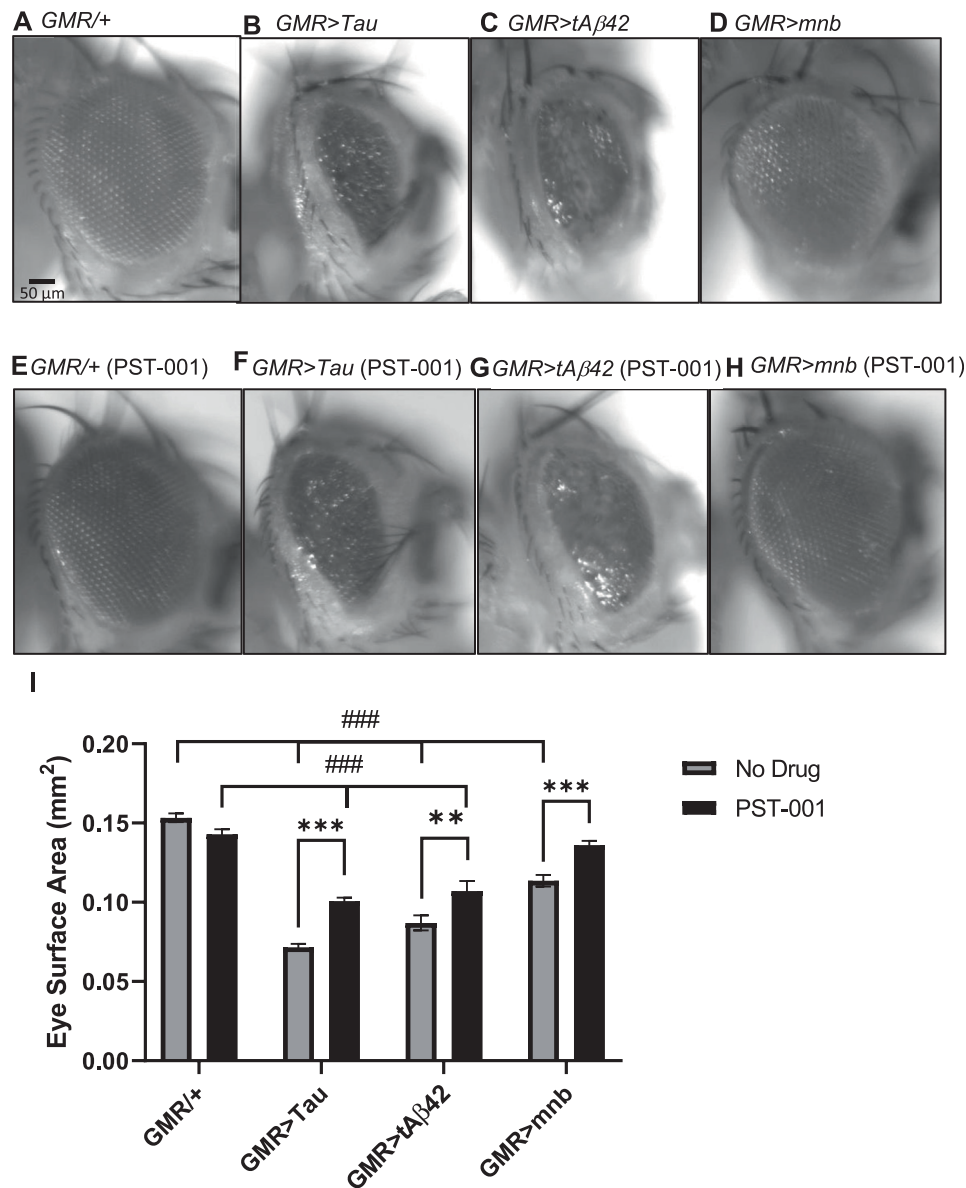 A GMR/+ B GMR>Tau C GMR>tAβ42 D GMR>mnb
50 µm
E GMR/+ (PST-001) F GMR>Tau (PST-001) G GMR>tAβ42 (PST-001) H GMR>mnb (PST-001)
I
###
###
*** ** ***
No Drug
PST-001
Eye Surface Area (mm²)
0.20
0.15
0.10
0.05
0.00
GMR/+ GMR>Tau GMR>tAβ42 GMR>mnb